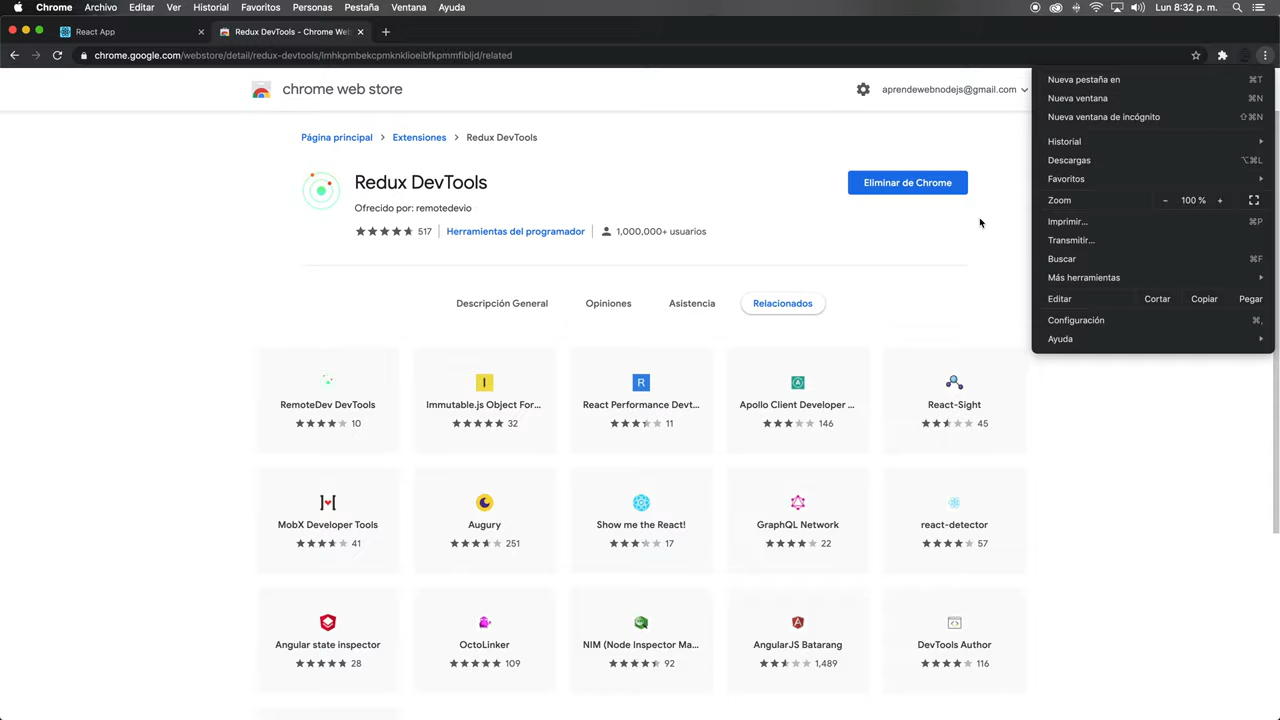 Chrome Archivo Editar Ver Historial Favoritos Personas Pestaña Ventana Ayuda
Lun 8:32 p. m.
React App
Redux DevTools - Chrome Web
chrome.google.com/webstore/detail/redux-devtools/lmhkpmbekcpmknklioeibfkpmmfibljd/related
chrome web store
aprendewebnodejs@gmail.com
Página principal > Extensiones > Redux DevTools
Redux DevTools
Eliminar de Chrome
Ofrecido por: remotedevio
517 Herramientas del programador 1,000,000+ usuarios
Descripción General Opiniones Asistencia Relacionados
Nueva pestaña en ⌘T
Nueva ventana ⌘N
Nueva ventana de incógnito ⇧⌘N
Historial
Descargas ⌥⌘L
Favoritos
Zoom - 100 % +
Imprimir... ⌘P
Transmitir...
Buscar ⌘F
Más herramientas
Editar Cortar Copiar Pegar
Configuración ⌘,
Ayuda
RemoteDev DevTools
10
I
Immutable.js Object For...
32
R
React Performance Devt...
11
Apollo Client Developer ...
146
React-Sight
45
MobX Developer Tools
41
Augury
251
Show me the React!
17
GraphQL Network
22
react-detector
57
Angular state inspector
28
OctoLinker
109
NIM (Node Inspector Ma...
92
AngularJS Batarang
1,489
DevTools Author
116